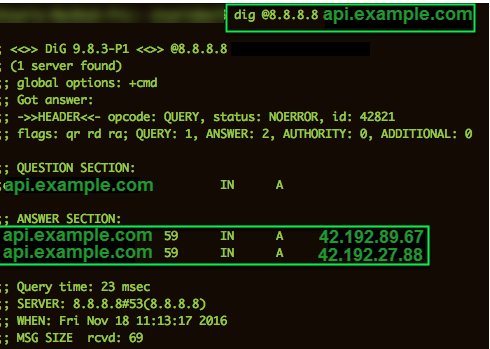 dig @8.8.8.8 api.example.com
; <<>> DiG 9.8.3-P1 <<>> @8.8.8.8
; (1 server found)
;; global options: +cmd
;; Got answer:
;; ->>HEADER<<- opcode: QUERY, status: NOERROR, id: 42821
;; flags: qr rd ra; QUERY: 1, ANSWER: 2, AUTHORITY: 0, ADDITIONAL: 0
;; QUESTION SECTION:
;api.example.com IN A
;; ANSWER SECTION:
api.example.com 59 IN A 42.192.89.67
api.example.com 59 IN A 42.192.27.88
;; Query time: 23 msec
;; SERVER: 8.8.8.8#53(8.8.8.8)
;; WHEN: Fri Nov 18 11:13:17 2016
;; MSG SIZE rcvd: 69